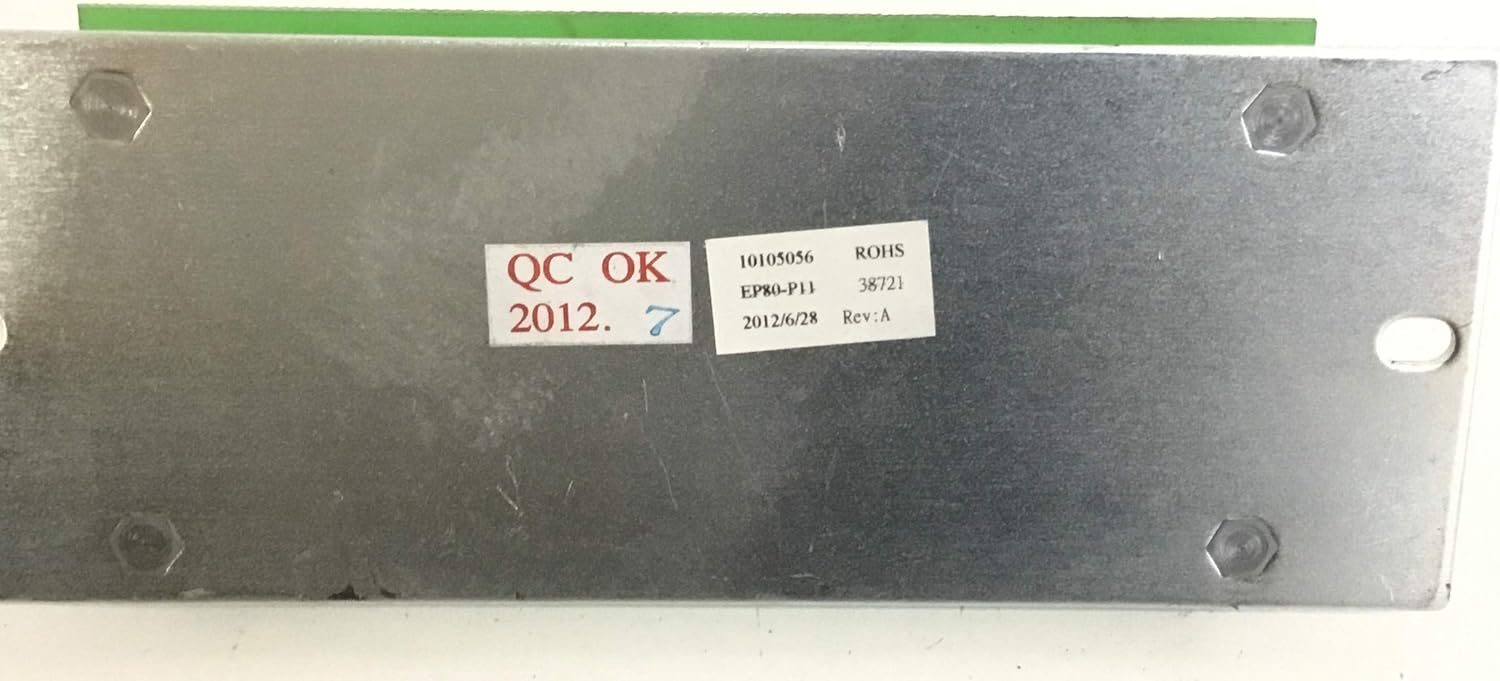 QC OK
2012. 7
10105056 ROHS
EP80-P11 38721
2012/6/28 Rev:A